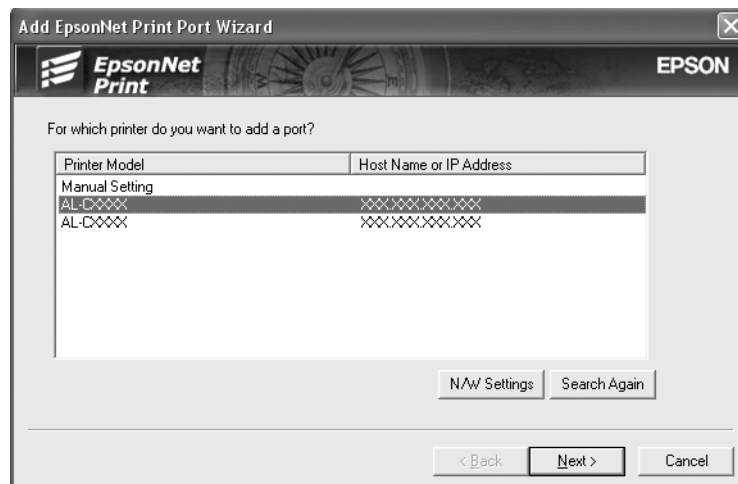 Add EpsonNet Print Port Wizard
EpsonNet
Print
EPSON
For which printer do you want to add a port?
Printer Model Host Name or IP Address
Manual Setting
AL-CXXXX XXX.XXX.XXX.XXX
AL-CXXXX XXX.XXX.XXX.XXX
N/W Settings Search Again
< Back Next > Cancel